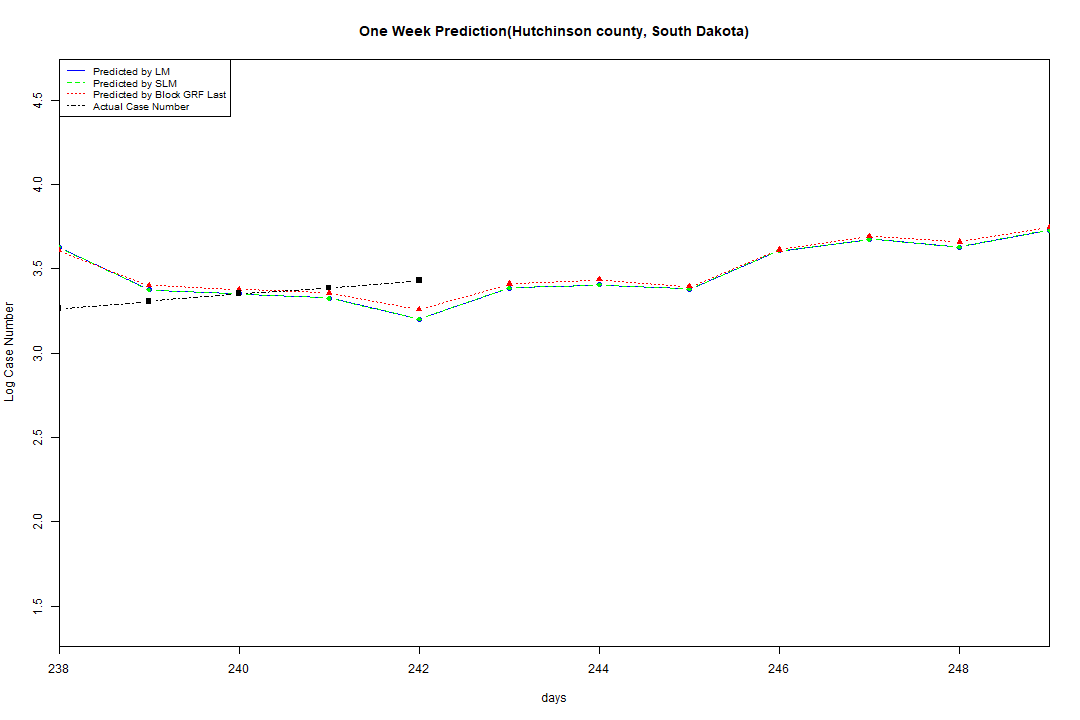 One Week Prediction(Hutchinson county, South Dakota)
Predicted by LM
Predicted by SLM
Predicted by Block GRF Last
Actual Case Number
4.5
4.0
3.5
3.0
2.5
2.0
1.5
Log Case Number
238 240 242 244 246 248
days